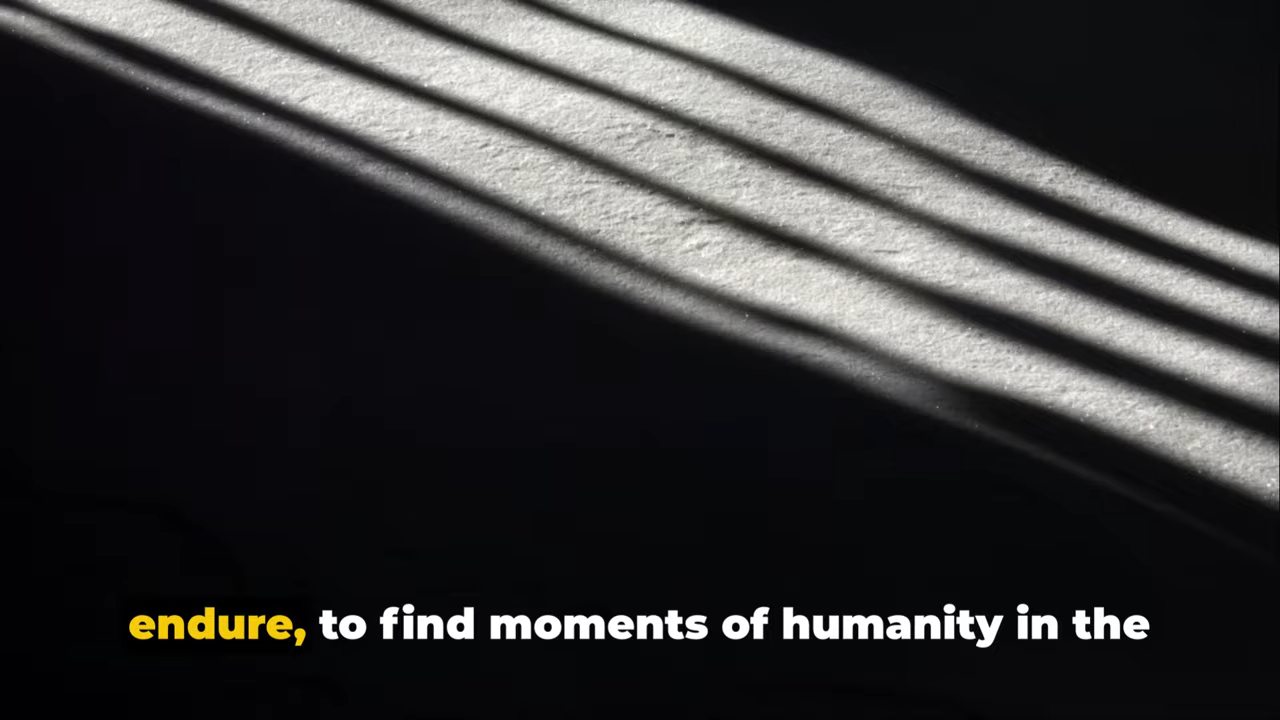 endure, to find moments of humanity in the